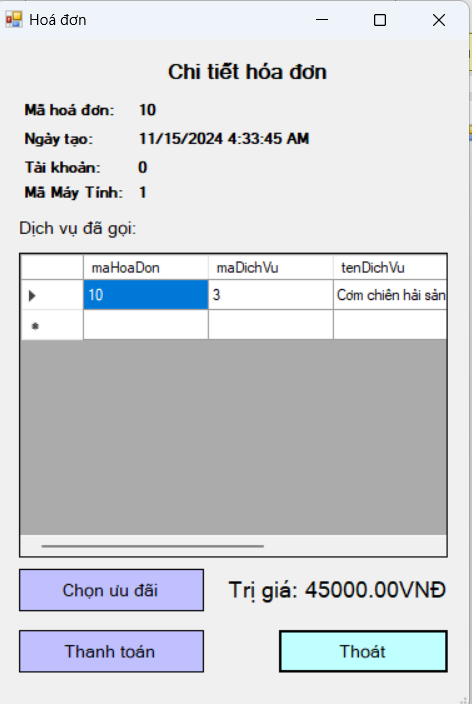 Hoá đơn
Chi tiết hóa đơn
Mã hoá đơn: 10
Ngày tạo: 11/15/2024 4:33:45 AM
Tài khoản: 0
Mã Máy Tính: 1
Dịch vụ đã gọi:
maHoaDon maDichVu tenDichVu
10 3 Cơm chiên hải sản
Chọn ưu đãi Trị giá: 45000.00VNĐ
Thanh toán Thoát